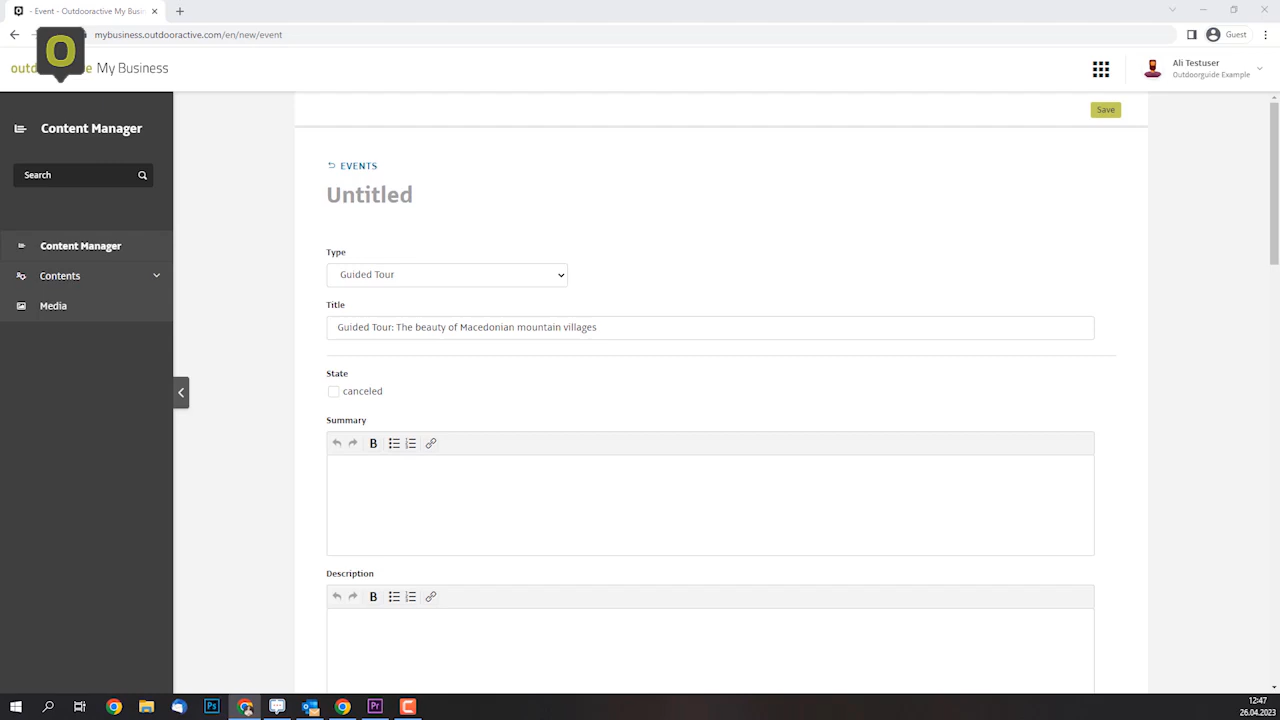 - Event - Outdooractive My Busi
mybusiness.outdooractive.com/en/new/event
Guest
My Business
Ali Testuser
Outdoorguide Example
Content Manager
Save
Search
EVENTS
Untitled
Content Manager
Contents
Media
Type
Guided Tour
Title
Guided Tour: The beauty of Macedonian mountain villages
State
canceled
Summary
B
Description
B
Ps
Pr
12:47
26.04.2023